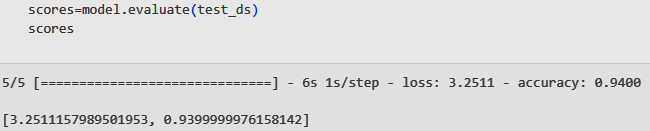 scores=model.evaluate(test_ds)
scores
5/5 [==============================] - 6s 1s/step - loss: 3.2511 - accuracy: 0.9400
[3.2511157989501953, 0.9399999976158142]